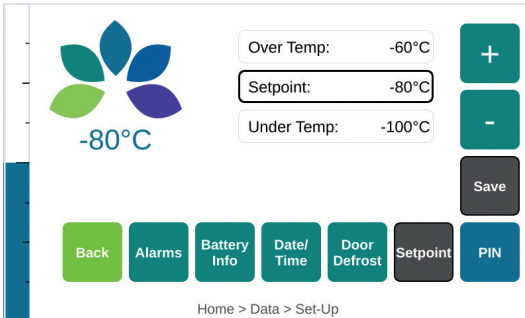 Over Temp: -60°C
Setpoint: -80°C
Under Temp: -100°C
-80°C
+
-
Save
Back
Alarms
Battery
Info
Date/
Time
Door
Defrost
Setpoint
PIN
Home > Data > Set-Up